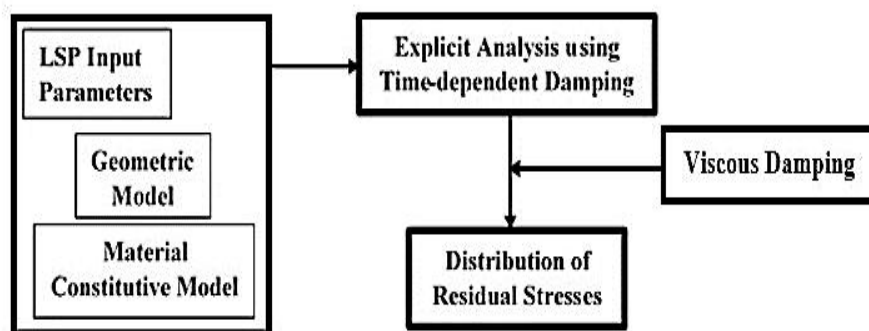 LSP Input
Parameters
Geometric
Model
Material
Constitutive Model
Explicit Analysis using
Time-dependent Damping
Viscous Damping
Distribution of
Residual Stresses